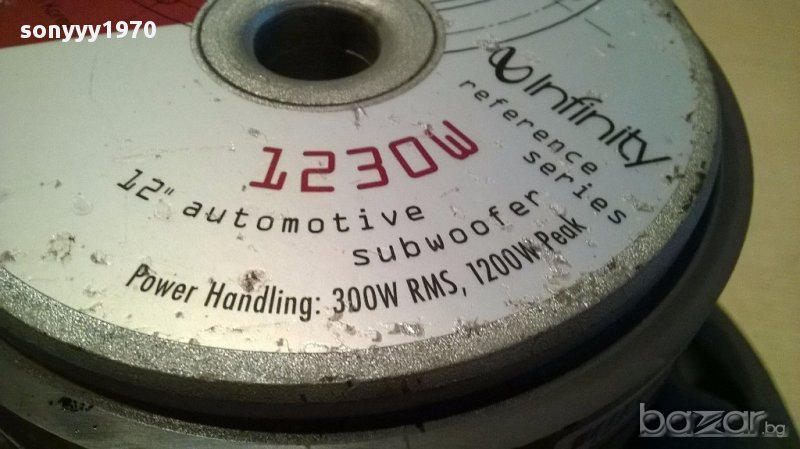 sonyyy1970
Infinity
reference
series
1230W
12" automotive
subwoofer
Power Handling: 300W RMS, 1200W Peak
bazar.bg